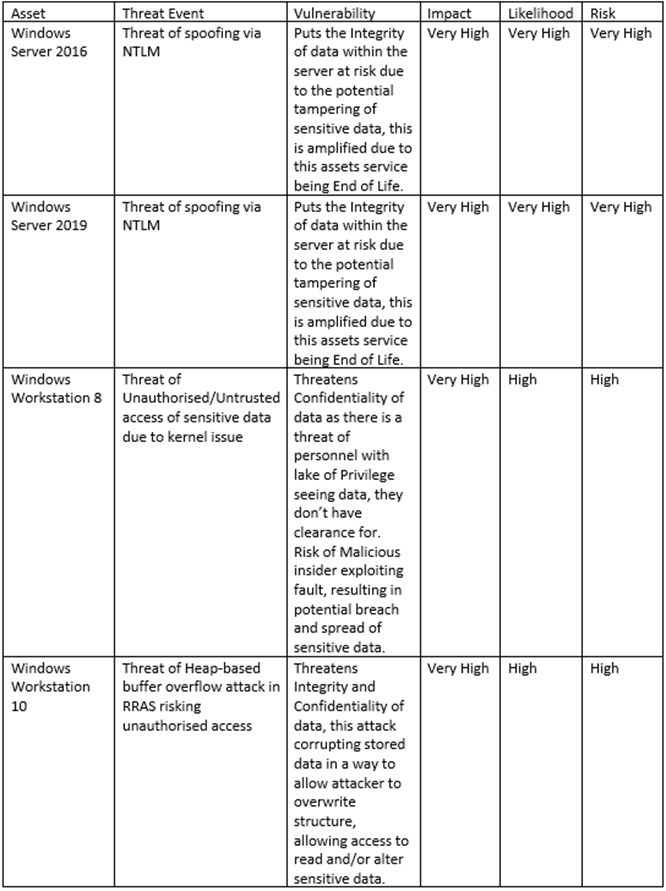 Asset Threat Event Vulnerability Impact Likelihood Risk
Windows
Server 2016
Threat of spoofing via
NTLM
Puts the Integrity
of data within the
server at risk due
to the potential
tampering of
sensitive data, this
is amplified due to
this assets service
being End of Life.
Very High
Very High
Very High
Windows
Server 2019
Threat of spoofing via
NTLM
Puts the Integrity
of data within the
server at risk due
to the potential
tampering of
sensitive data, this
is amplified due to
this assets service
being End of Life.
Very High
Very High
Very High
Windows
Workstation 8
Threat of
Unauthorised/Untrusted
access of sensitive data
due to kernel issue
Threatens
Confidentiality of
data as there is a
threat of
personnel with
lake of Privilege
seeing data, they
don't have
clearance for.
Risk of Malicious
insider exploiting
fault, resulting in
potential breach
and spread of
sensitive data.
Very High
High
High
Windows
Workstation
10
Threat of Heap-based
buffer overflow attack in
RRAS risking
unauthorised access
Threatens
Integrity and
Confidentiality of
data, this attack
corrupting stored
data in a way to
allow attacker to
overwrite
structure,
allowing access to
read and/or alter
sensitive data.
Very High
High
High